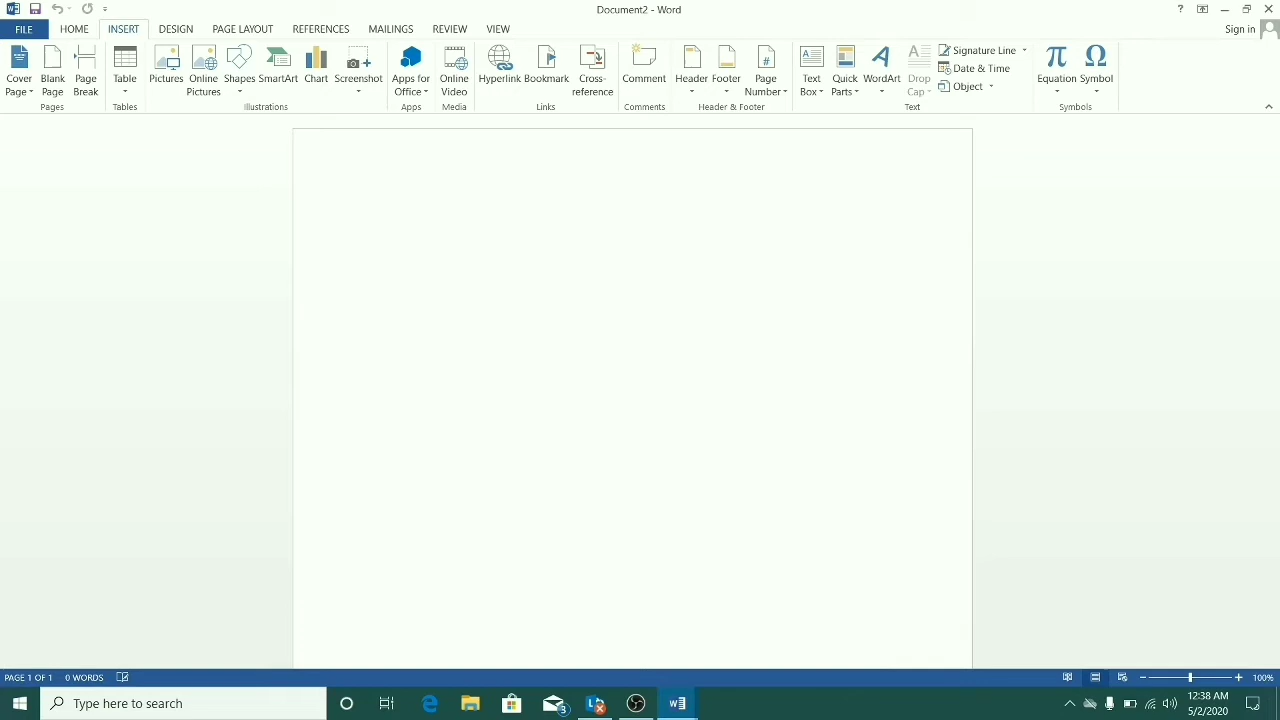 Document2 - Word
Sign in
FILE HOME INSERT DESIGN PAGE LAYOUT REFERENCES MAILINGS REVIEW VIEW
Cover Page
Blank Page
Page Break
Pages
Table
Tables
Pictures
Online Pictures
Shapes
SmartArt
Chart
Screenshot
Illustrations
Apps for Office
Apps
Online Video
Media
Hyperlink
Bookmark
Cross-reference
Links
Comment
Comments
Header
Footer
Page Number
Header & Footer
Text Box
Quick Parts
WordArt
Drop Cap
Signature Line
Date & Time
Object
Text
Equation
Symbol
Symbols
PAGE 1 OF 1 0 WORDS
100%
Type here to search
3
12:38 AM
5/2/2020